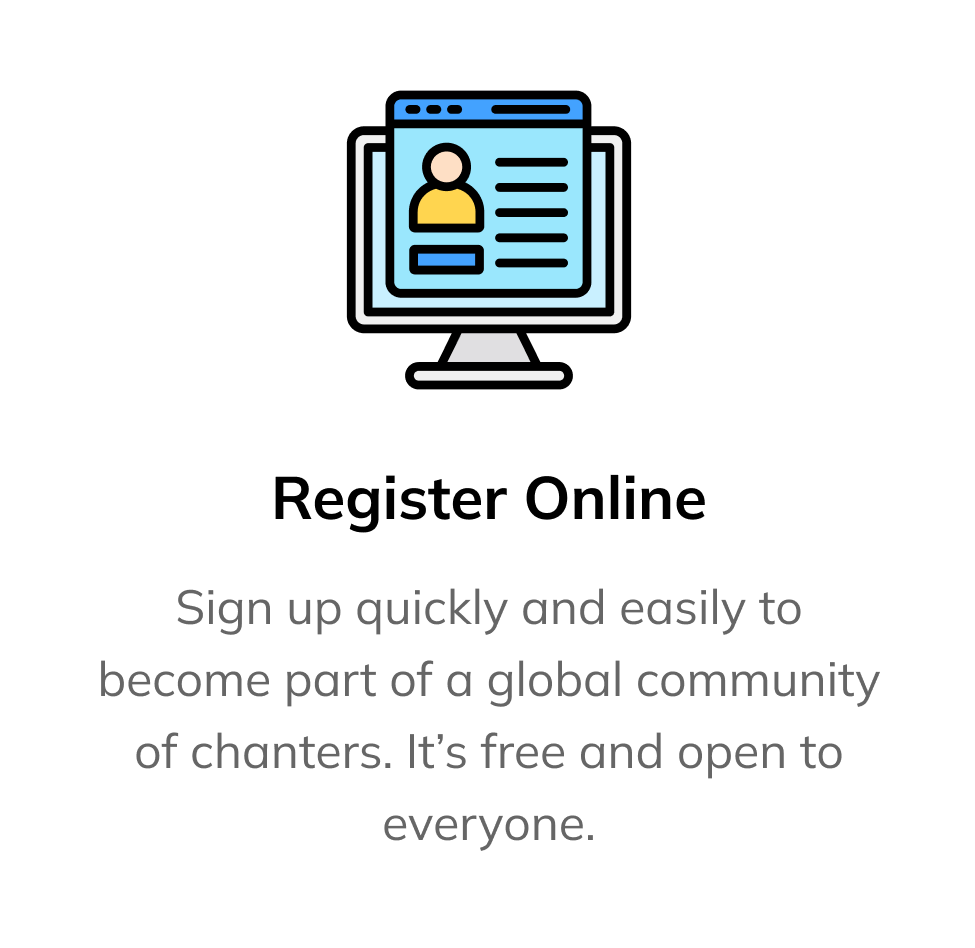 Register Online
Sign up quickly and easily to
become part of a global community
of chanters. It’s free and open to
everyone.